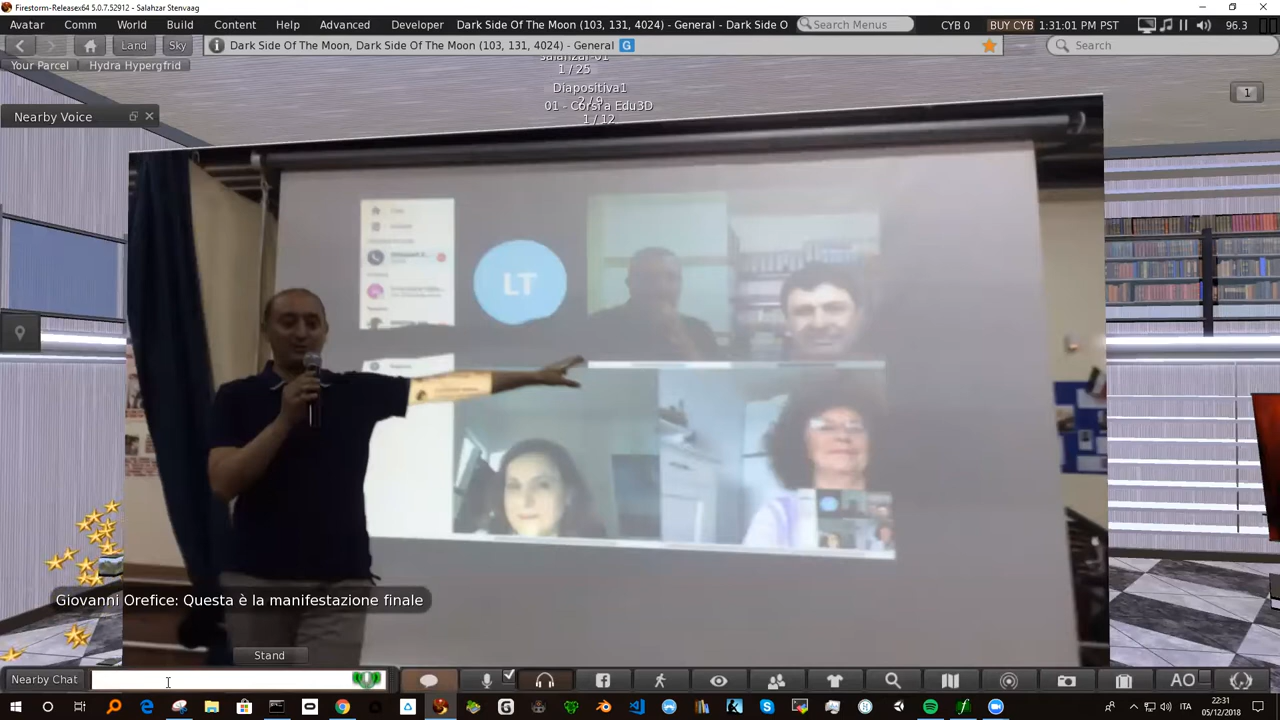 Firestorm-Releasex64 5.0.7.52912 - Salahzar Stenvaag
Avatar Comm World Build Content Help Advanced Developer Dark Side Of The Moon (103, 131, 4024) - General - Dark Side O Search Menus CYB 0 BUY CYB 1:31:01 PM PST 96.3
Land Sky Dark Side Of The Moon, Dark Side Of The Moon (103, 131, 4024) - General G Search
Your Parcel Hydra Hypergfrid
1 / 25
Diapositiva1
01 - Corsi a Edu3D
1 / 12
1
Nearby Voice
LT
Giovanni Orefice: Questa è la manifestazione finale
Stand
Nearby Chat AO
22:31
ITA
05/12/2018